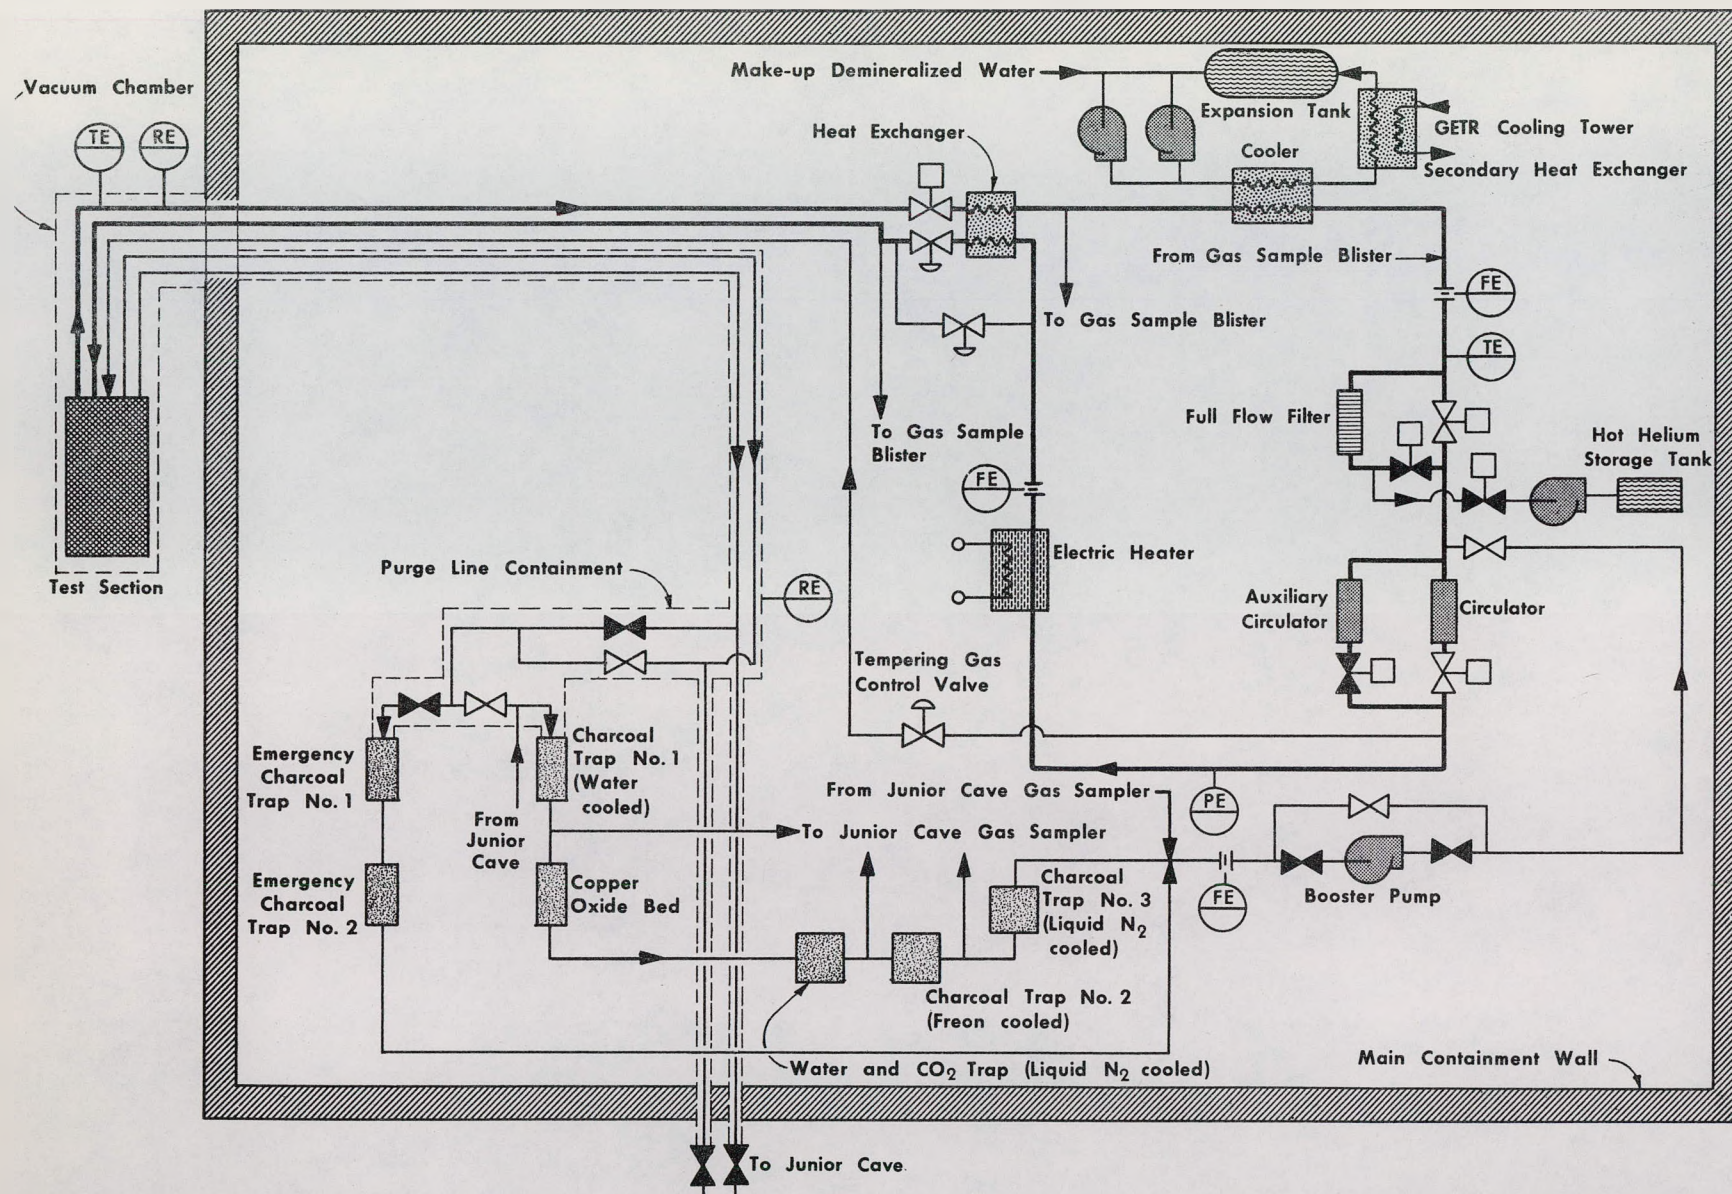 Make-up Demineralized Water
Expansion Tank
Vacuum Chamber
GETR Cooling Tower
Heat Exchanger
TE
RE
Cooler
Secondary Heat Exchanger
From Gas Sample Blister
FE
To Gas Sample Blister
TE
Full Flow Filter
To Gas Sample
Blister
Hot Helium
Storage Tank
FE
Electric Heater
Test Section
Purge Line Containment
RE
Auxiliary
Circulator
Circulator
Tempering Gas
Control Valve
Emergency
Charcoal
Trap No. 1
Charcoal
Trap No. 1
(Water
cooled)
From
Junior
Cave
From Junior Cave Gas Sampler
PE
To Junior Cave Gas Sampler
Emergency
Charcoal
Trap No. 2
Copper
Oxide Bed
Charcoal
Trap No. 3
(Liquid N2
cooled)
FE
Booster Pump
Charcoal Trap No. 2
(Freon cooled)
Water and CO2 Trap (Liquid N2 cooled)
Main Containment Wall
To Junior Cave